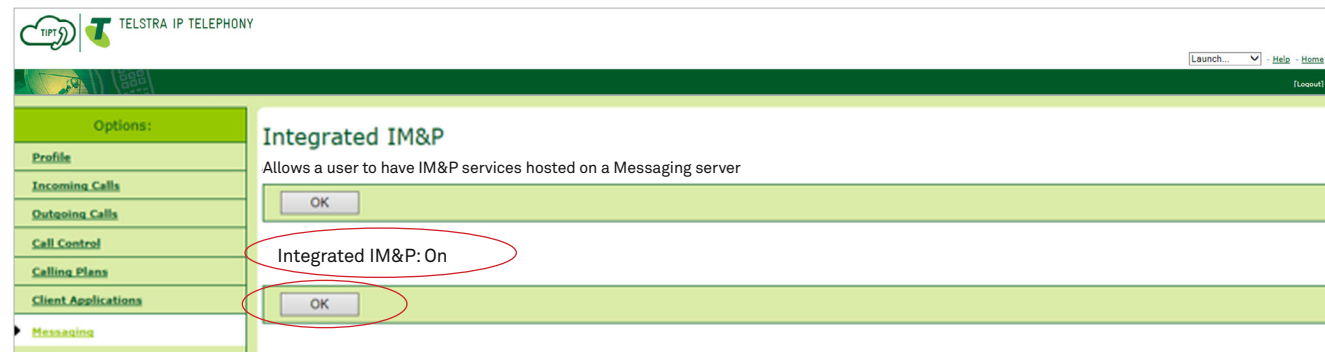 TIPT
TELSTRA IP TELEPHONY
Launch... - Help - Home
[Logout]
Options:
Profile
Incoming Calls
Outgoing Calls
Call Control
Calling Plans
Client Applications
Messaging
Integrated IM&P
Allows a user to have IM&P services hosted on a Messaging server
OK
Integrated IM&P: On
OK